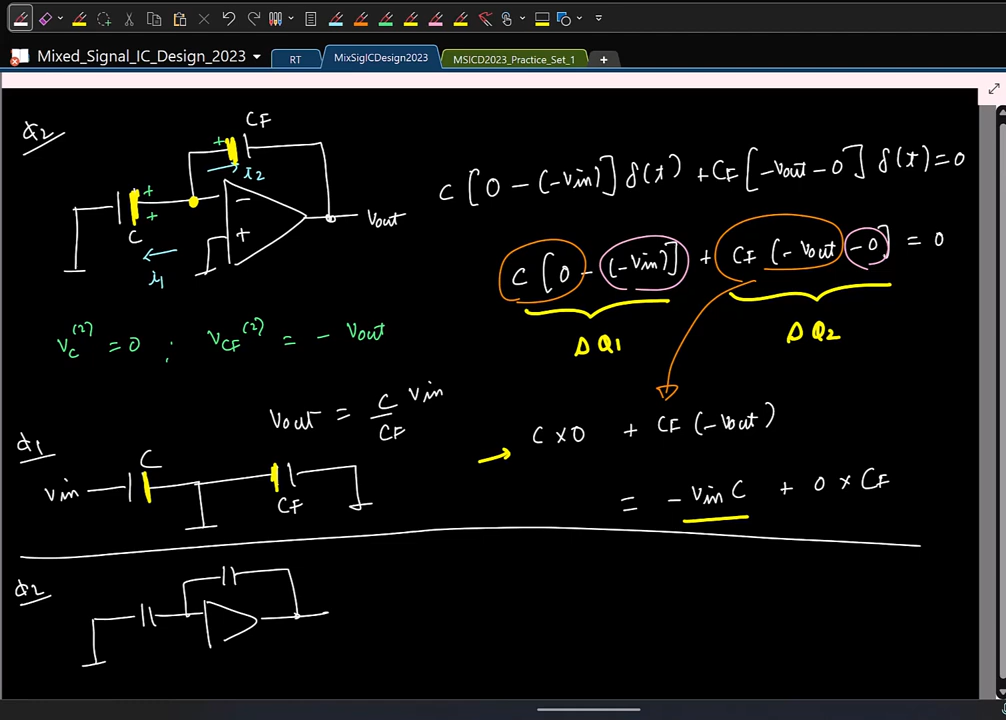 Mixed_Signal_IC_Design_2023
RT
MixSigICDesign2023
MSICD2023_Practice_Set_1
+
ϕ2
CF
+
i2
+
+
C
i1
−
+
Vout
C [0 − (−Vin)] δ(t) + CF [−Vout − 0] δ(t) = 0
C [0 − (−Vin)] + CF (−Vout − 0] = 0
ΔQ1
ΔQ2
VC(2) = 0 ; VCF(2) = − Vout
Vout = C/CF Vin
C × 0 + CF (−Vout)
= − Vin C + 0 × CF
ϕ1
Vin
C
CF
ϕ2